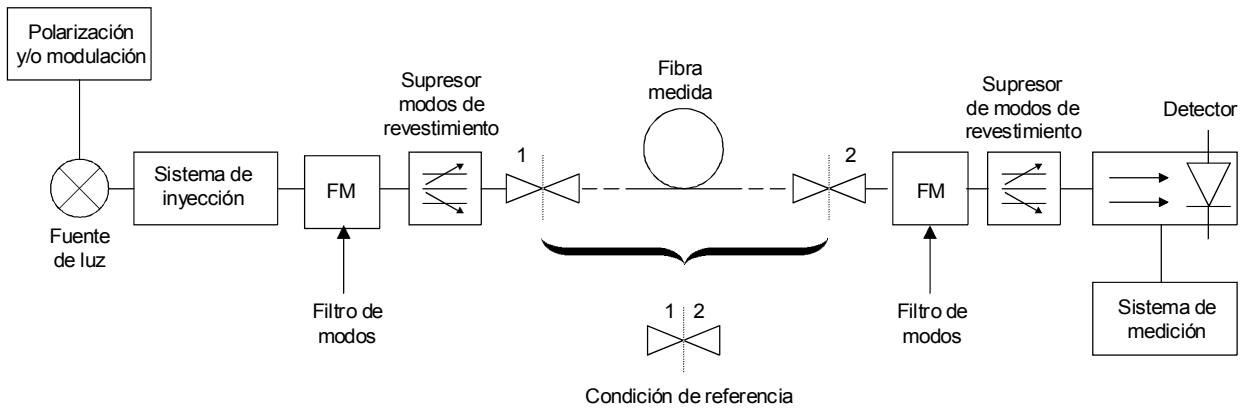 Polarización
y/o modulación
Fuente
de luz
Sistema de
inyección
FM
Filtro de
modos
Supresor
modos de
revestimiento
1
Fibra
medida
2
FM
Filtro de
modos
Supresor
de modos de
revestimiento
Detector
Sistema de
medición
1 2
Condición de referencia